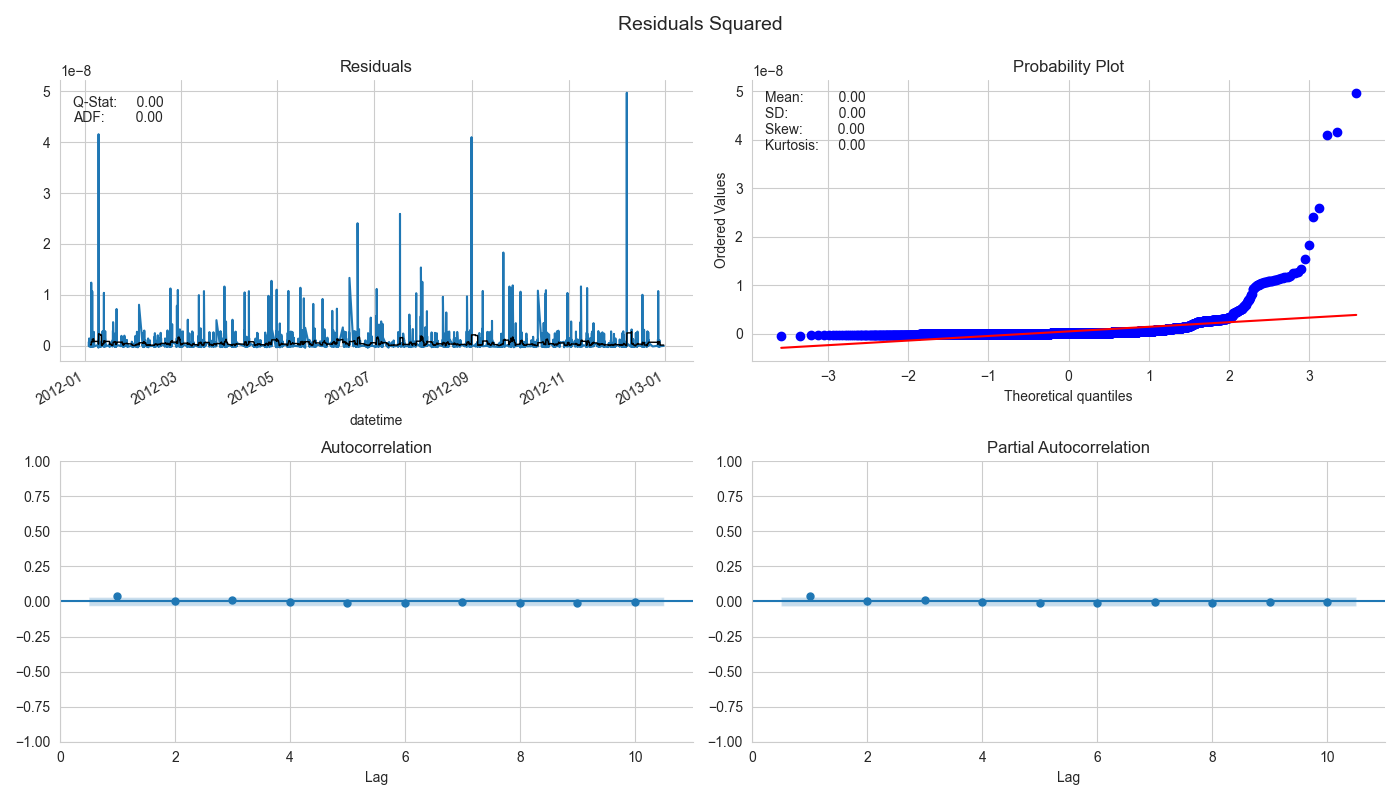 Residuals Squared
Residuals
1e−8
Q-Stat: 0.00
ADF: 0.00
5
4
3
2
1
0
2012-01
2012-03
2012-05
2012-07
2012-09
2012-11
2013-01
datetime
Probability Plot
1e−8
Mean: 0.00
SD: 0.00
Skew: 0.00
Kurtosis: 0.00
Ordered Values
5
4
3
2
1
0
−3 −2 −1 0 1 2 3
Theoretical quantiles
Autocorrelation
1.00
0.75
0.50
0.25
0.00
−0.25
−0.50
−0.75
−1.00
0 2 4 6 8 10
Lag
Partial Autocorrelation
1.00
0.75
0.50
0.25
0.00
−0.25
−0.50
−0.75
−1.00
0 2 4 6 8 10
Lag